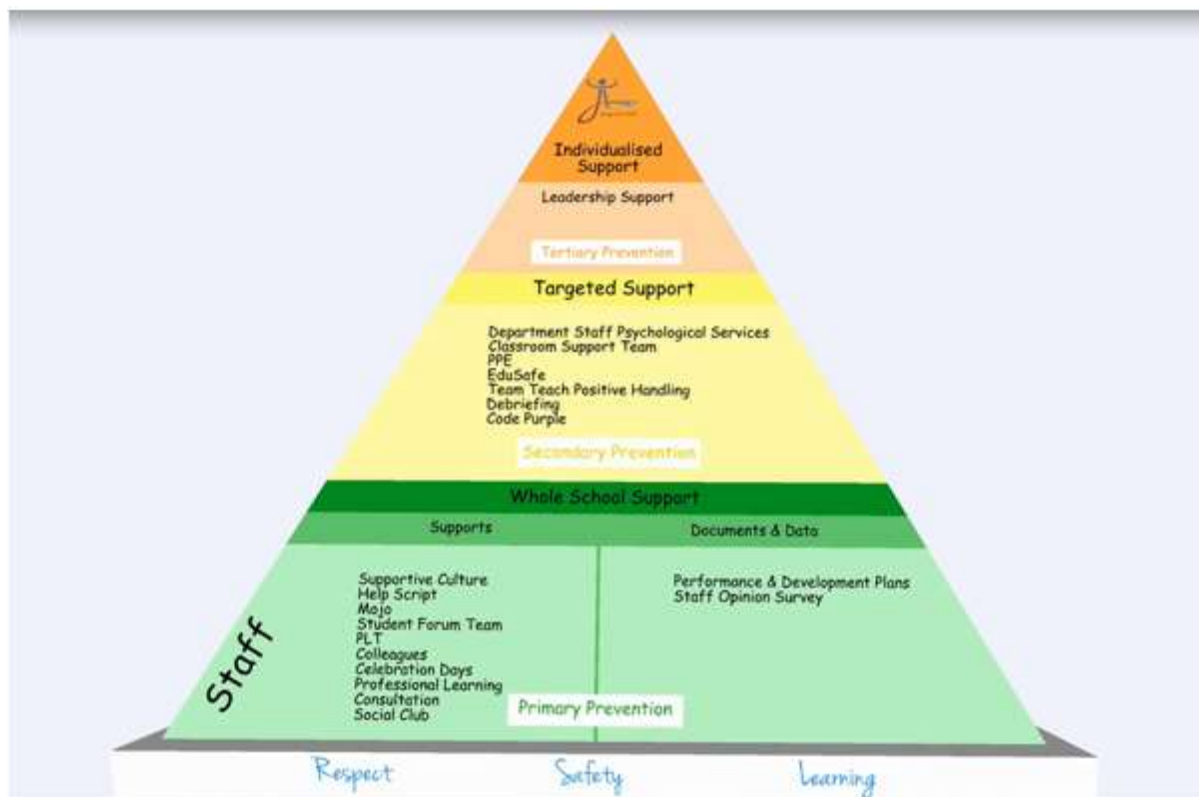 Individualised
Support
Leadership Support
Tertiary Prevention
Targeted Support
Department Staff Psychological Services
Classroom Support Team
PPE
EduSafe
Team Teach Positive Handling
Debriefing
Code Purple
Secondary Prevention
Whole School Support
Supports
Documents & Data
Supportive Culture
Help Script
Mojo
Student Forum Team
PLT
Colleagues
Celebration Days
Professional Learning
Consultation
Social Club
Performance & Development Plans
Staff Opinion Survey
Staff
Primary Prevention
Respect
Safety
Learning